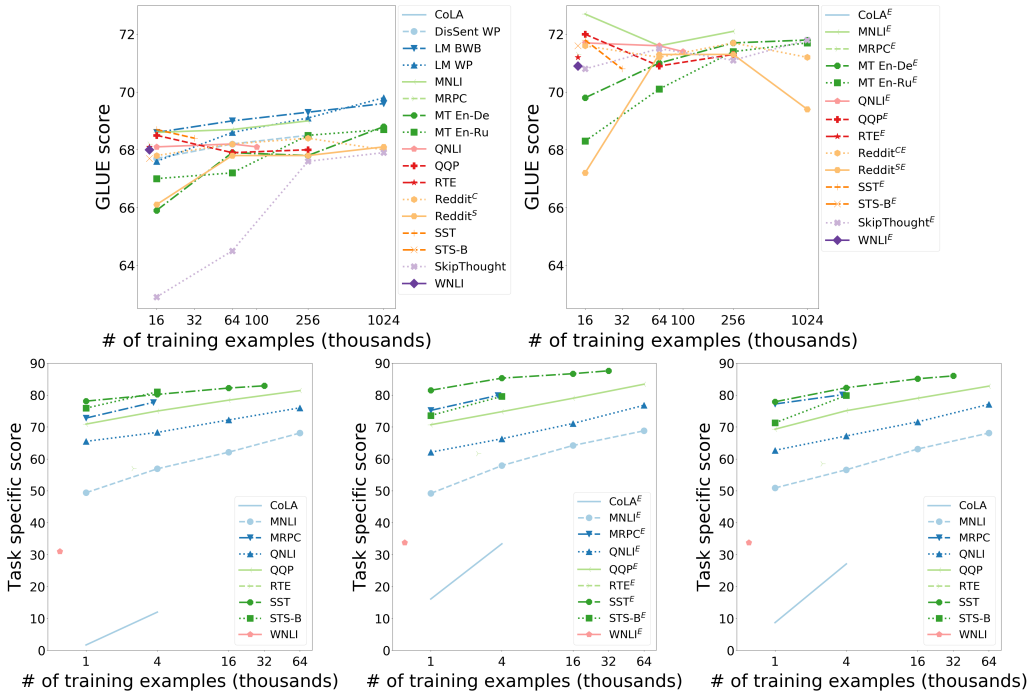 72
70
68
66
64
GLUE score
16 32 64 100 256 1024
# of training examples (thousands)
CoLA
DisSent WP
LM BWB
LM WP
MNLI
MRPC
MT En-De
MT En-Ru
QNLI
QQP
RTE
Reddit^C
Reddit^S
SST
STS-B
SkipThought
WNLI
72
70
68
66
64
GLUE score
16 32 64 100 256 1024
# of training examples (thousands)
CoLA^E
MNLI^E
MRPC^E
MT En-De^E
MT En-Ru^E
QNLI^E
QQP^E
RTE^E
Reddit^CE
Reddit^SE
SST^E
STS-B^E
SkipThought^E
WNLI^E
90
80
70
60
50
40
30
20
10
0
Task specific score
1 4 16 32 64
# of training examples (thousands)
CoLA
MNLI
MRPC
QNLI
QQP
RTE
SST
STS-B
WNLI
90
80
70
60
50
40
30
20
10
0
Task specific score
1 4 16 32 64
# of training examples (thousands)
CoLA^E
MNLI^E
MRPC^E
QNLI^E
QQP^E
RTE^E
SST^E
STS-B^E
WNLI^E
90
80
70
60
50
40
30
20
10
0
Task specific score
1 4 16 32 64
# of training examples (thousands)
CoLA
MNLI
MRPC
QNLI
QQP
RTE
SST
STS-B
WNLI